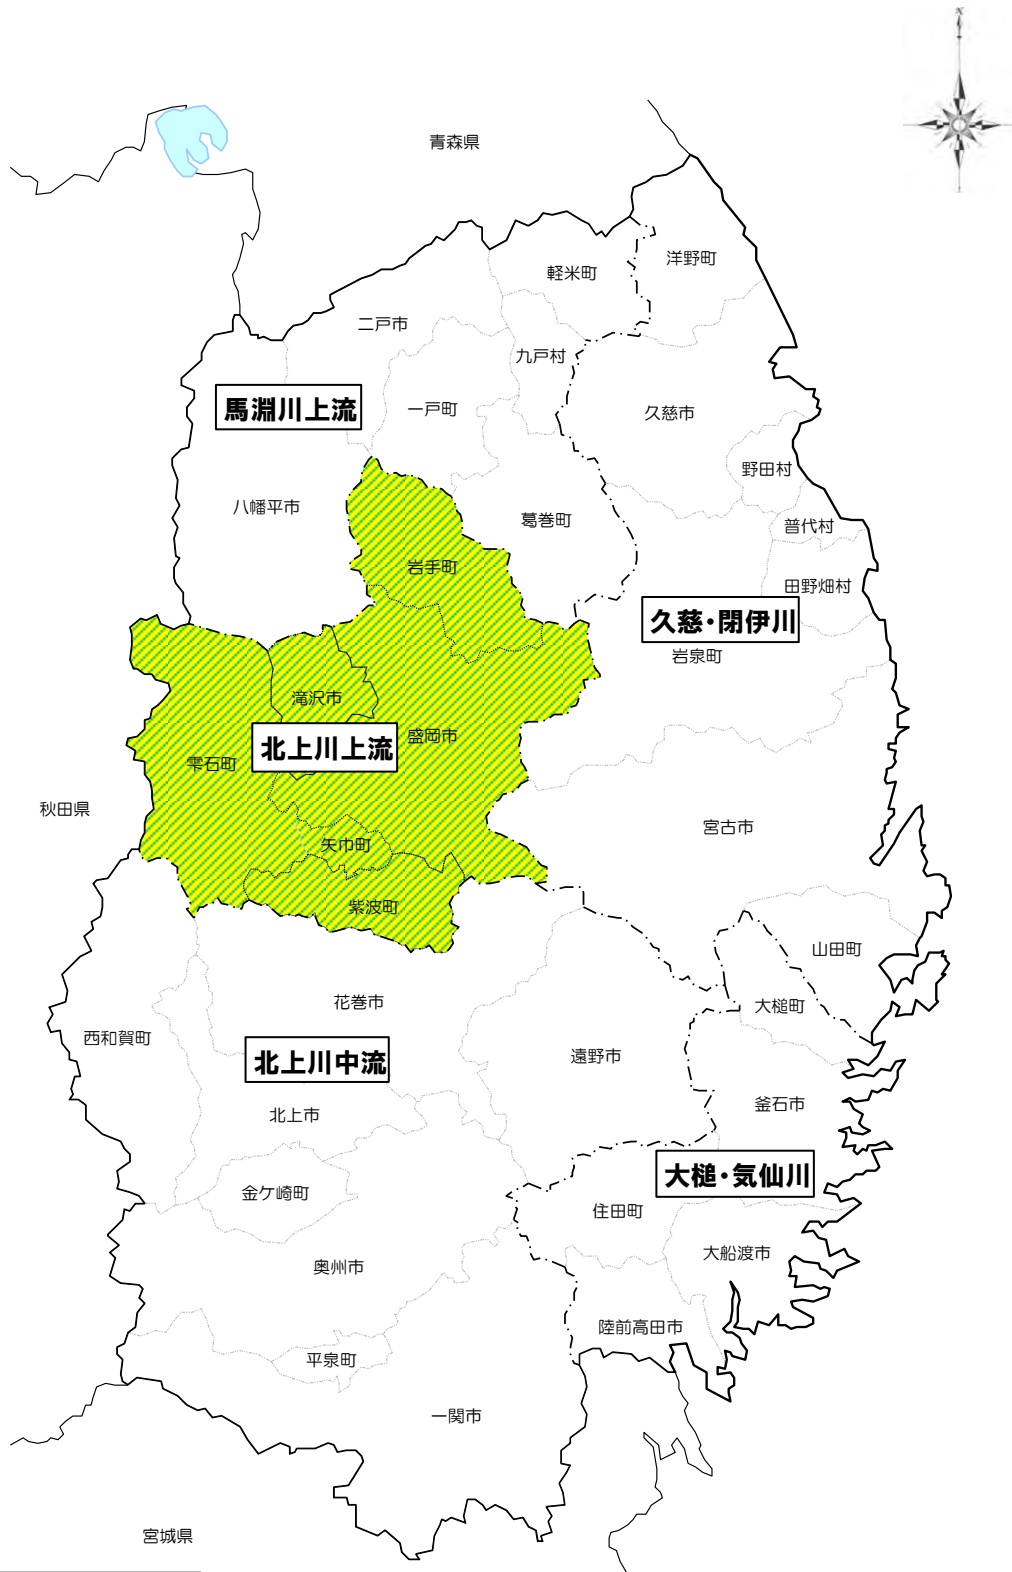 N
青森県
洋野町
軽米町
二戸市
九戸村
馬淵川上流
一戸町
久慈市
野田村
八幡平市
葛巻町
普代村
岩手町
田野畑村
久慈・閉伊川
岩泉町
滝沢市
盛岡市
北上川上流
雫石町
秋田県
宮古市
矢巾町
紫波町
山田町
花巻市
大槌町
西和賀町
遠野市
北上川中流
釜石市
北上市
大槌・気仙川
金ケ崎町
住田町
大船渡市
奥州市
陸前高田市
平泉町
一関市
宮城県